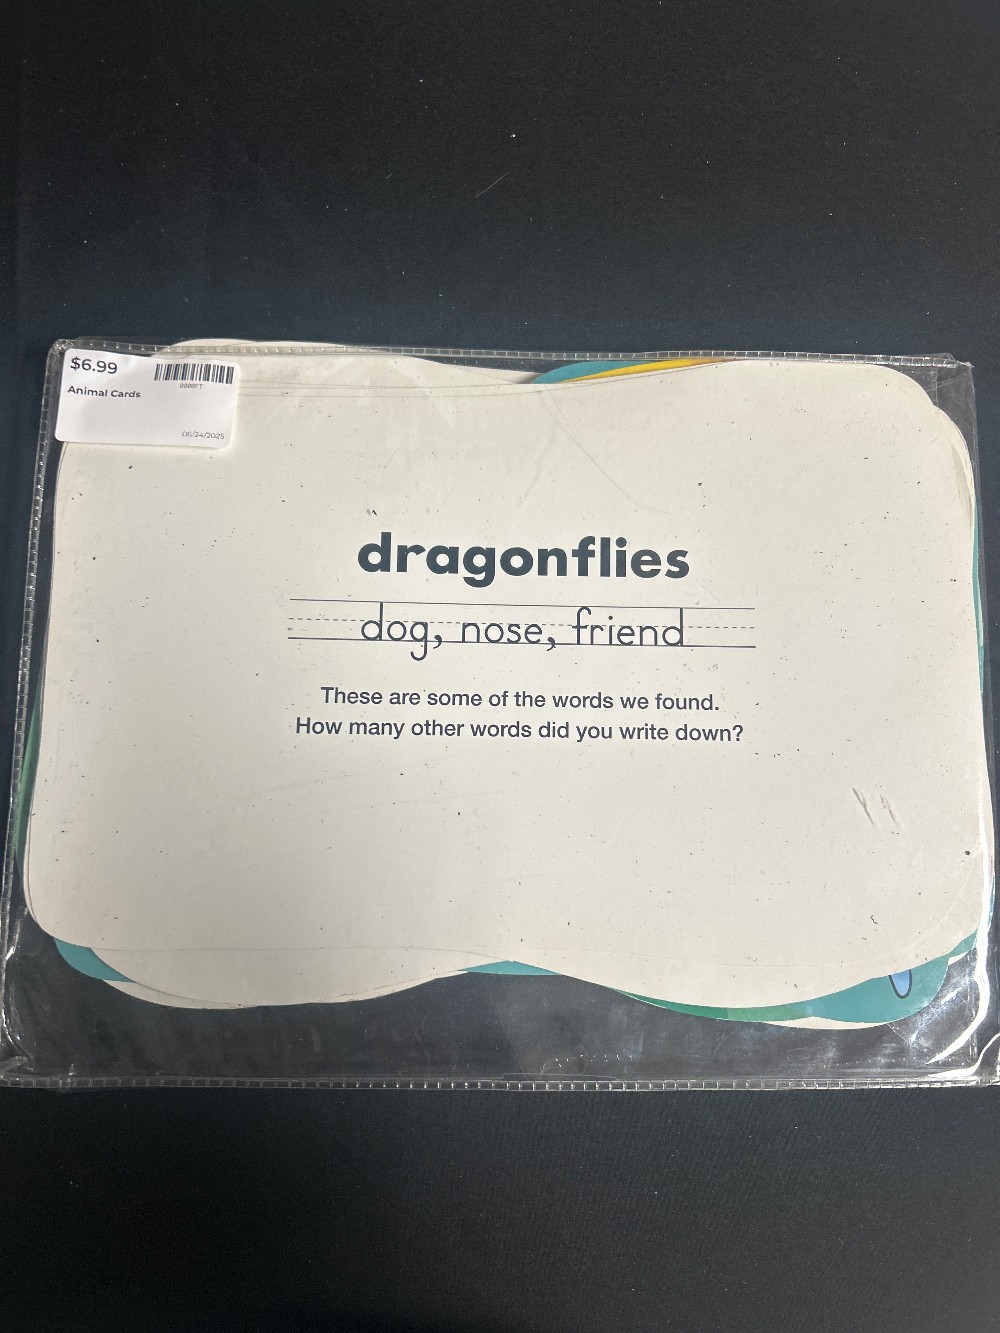 $6.99
Animal Cards
06/24/2025
dragonflies
dog, nose, friend
These are some of the words we found.
How many other words did you write down?